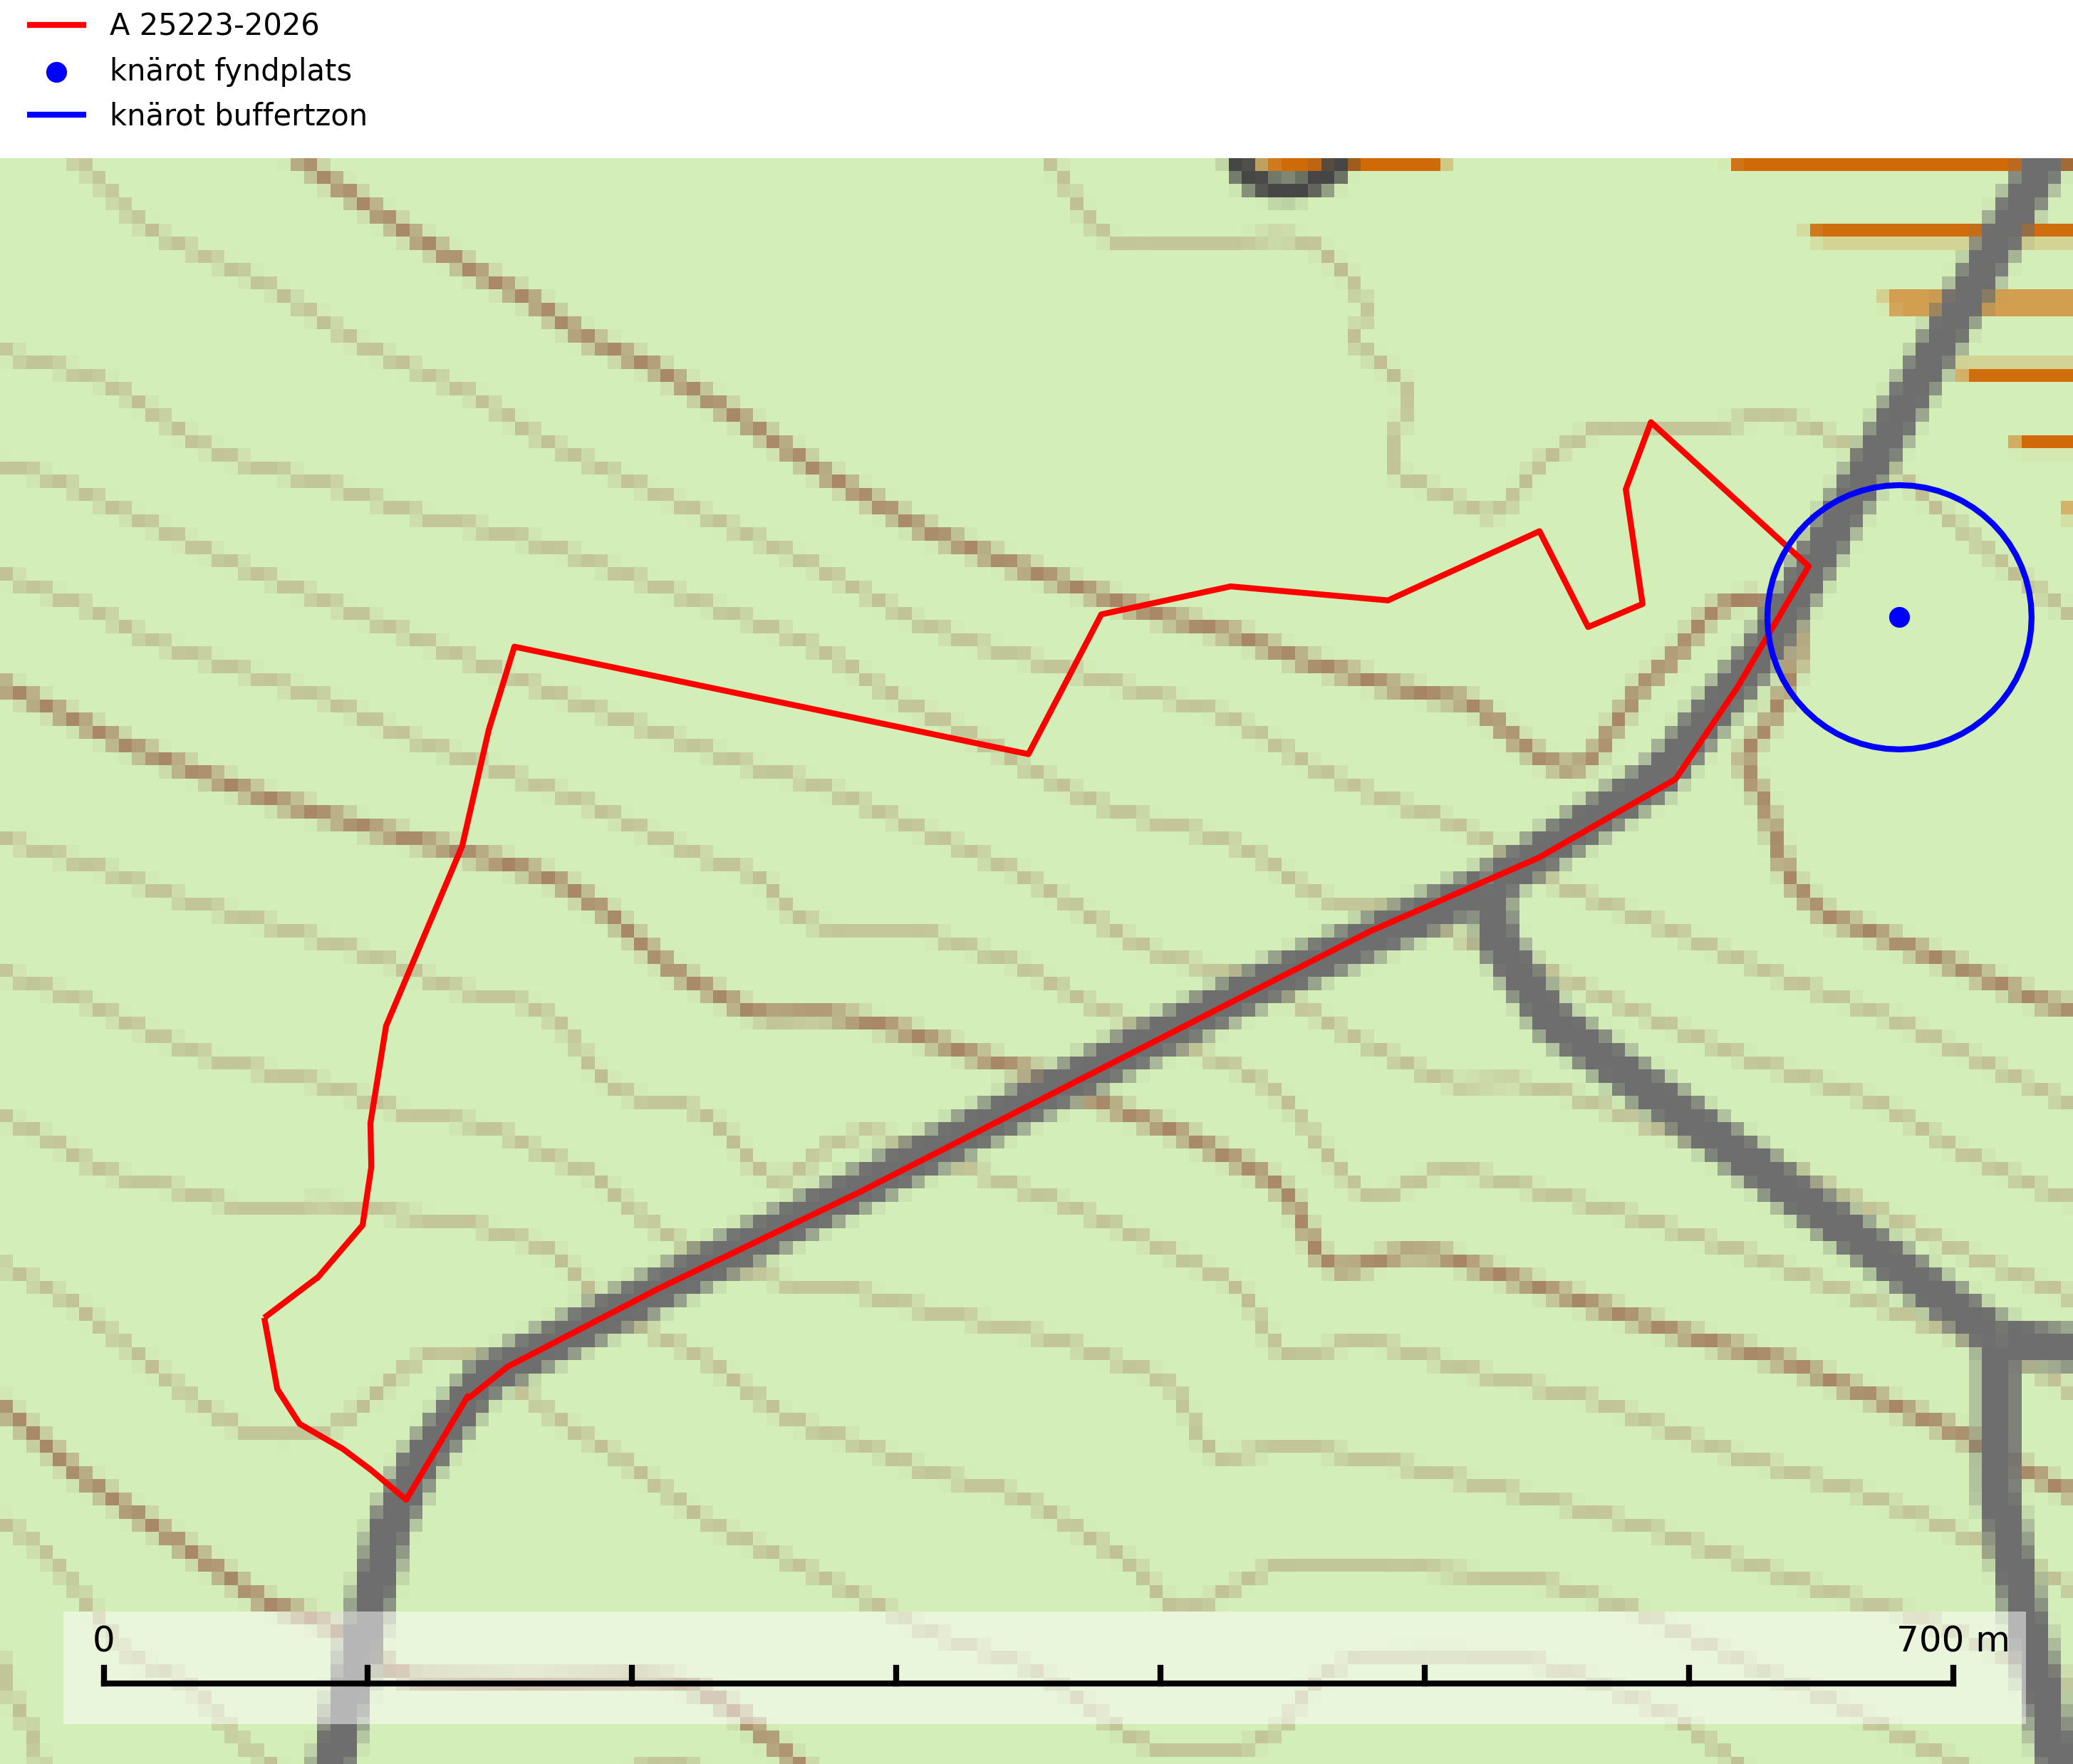 A 25223-2026
knärot fyndplats
knärot buffertzon
0 700 m